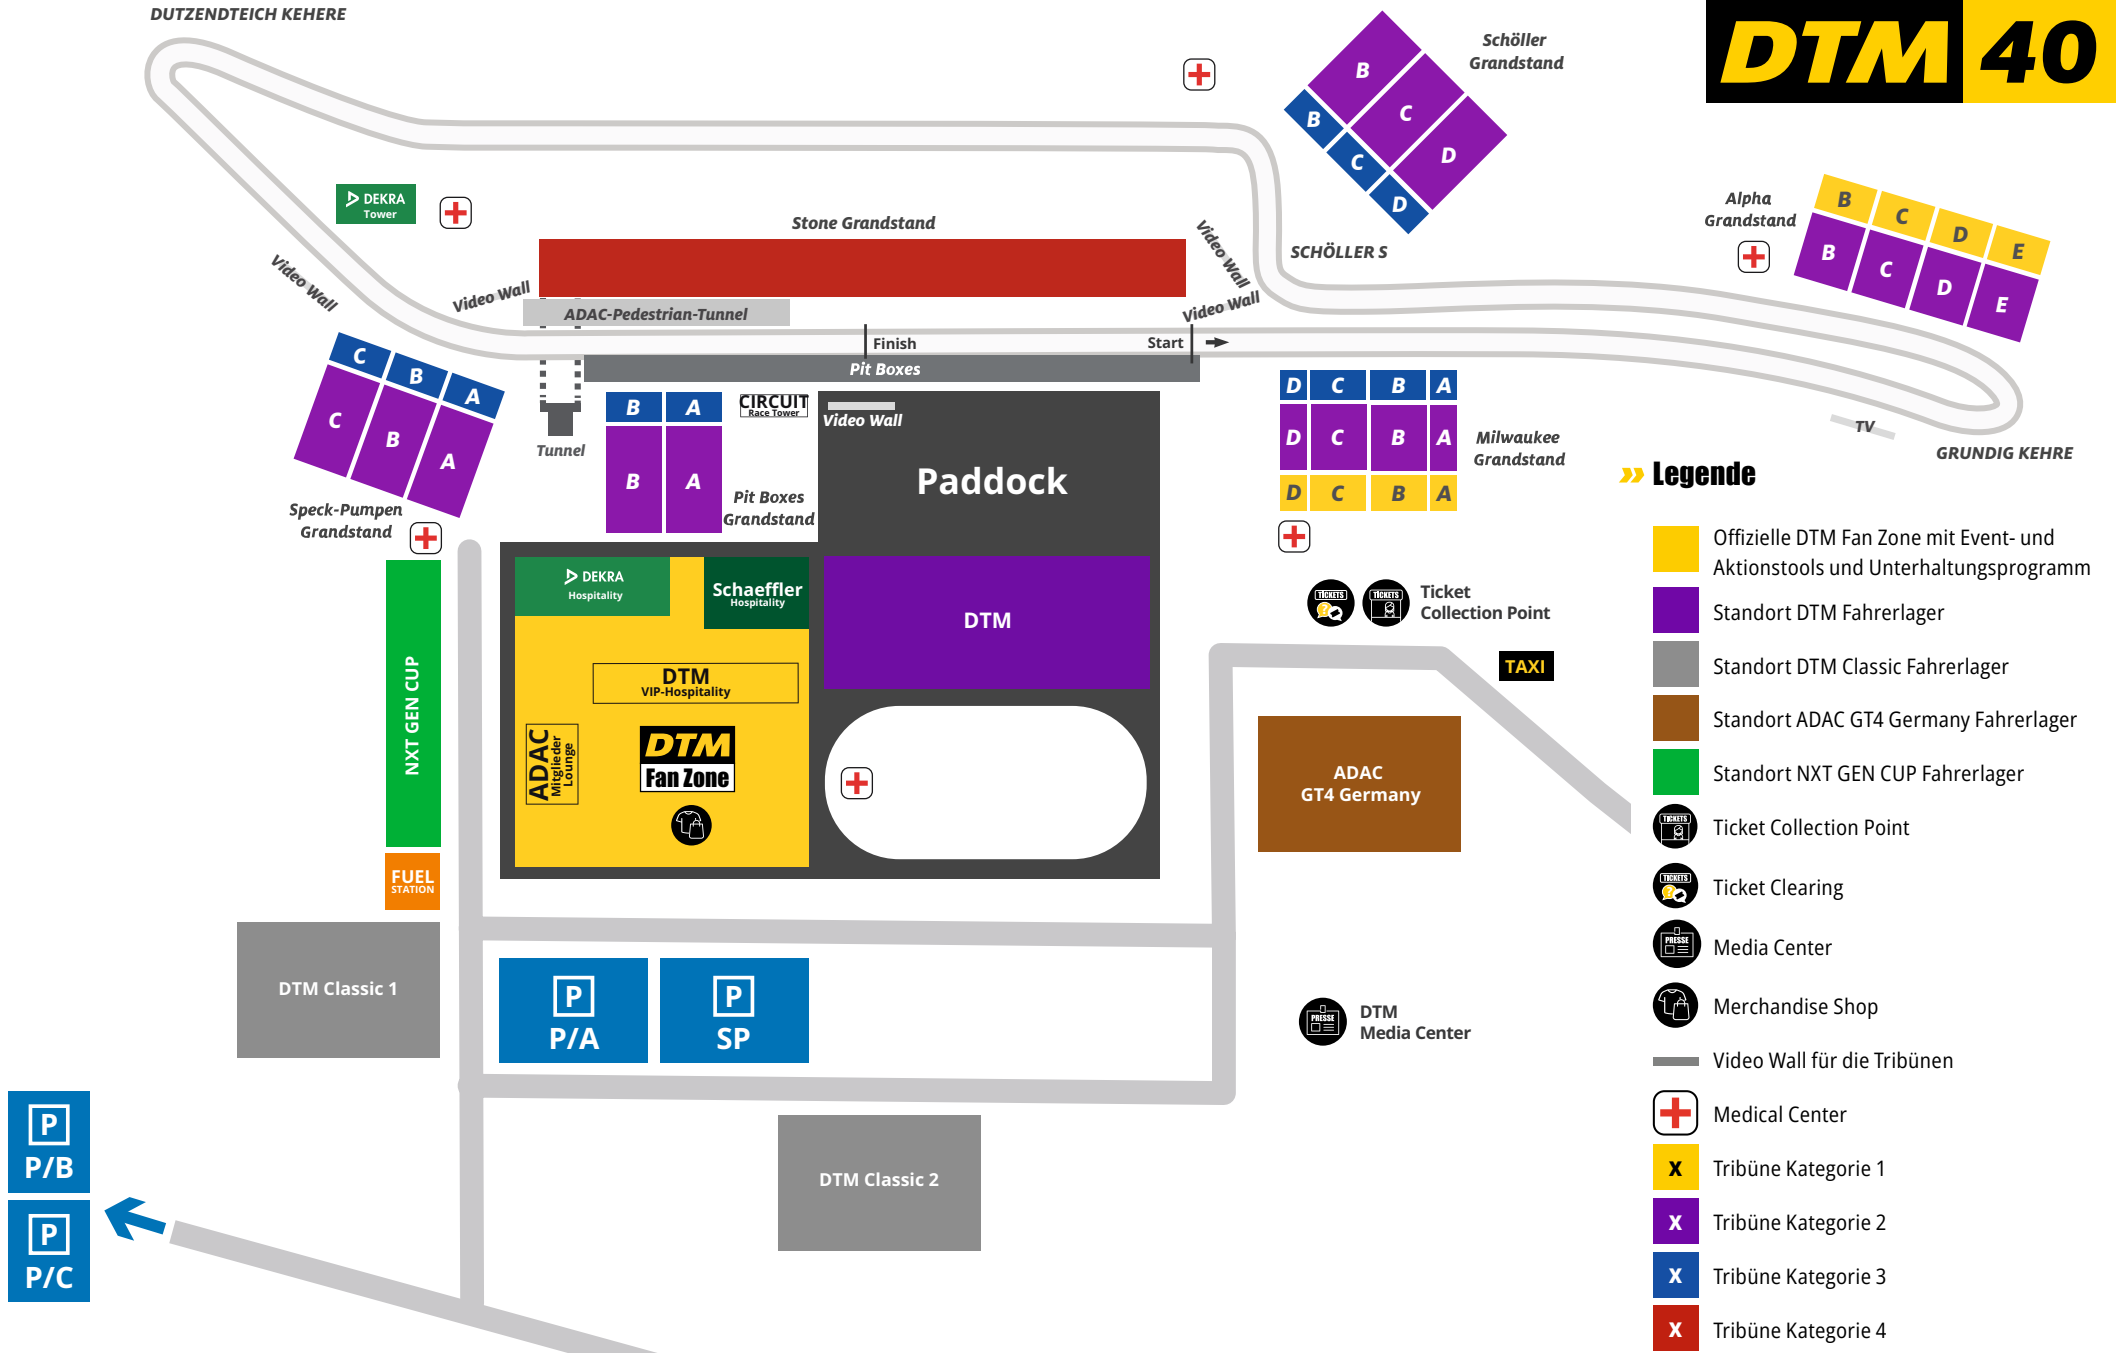 DUTZENDTEICH KEHERE
DTM 40
Schöller
Grandstand
B
C
D
B
C
D
Alpha
Grandstand
B
C
D
E
B
C
D
E
DEKRA
Tower
Stone Grandstand
Video Wall
SCHÖLLER S
Video Wall
Video Wall
Video Wall
ADAC-Pedestrian-Tunnel
Finish
Start
Pit Boxes
C
B
A
C
B
A
Speck-Pumpen
Grandstand
Tunnel
B
A
B
A
CIRCUIT
Race Tower
Pit Boxes
Grandstand
Video Wall
Paddock
D
C
B
A
D
C
B
A
D
C
B
A
Milwaukee
Grandstand
TV
GRUNDIG KEHRE
DEKRA
Hospitality
Schaeffler
Hospitality
DTM
DTM
VIP-Hospitality
ADAC
Mitglieder
Lounge
DTM
Fan Zone
NXT GEN CUP
FUEL
STATION
TICKETS
?
TICKETS
Ticket
Collection Point
TAXI
ADAC
GT4 Germany
DTM Classic 1
P
P/A
P
SP
PRESSE
DTM
Media Center
DTM Classic 2
P
P/B
P
P/C
Legende
Offizielle DTM Fan Zone mit Event- und
Aktionstools und Unterhaltungsprogramm
Standort DTM Fahrerlager
Standort DTM Classic Fahrerlager
Standort ADAC GT4 Germany Fahrerlager
Standort NXT GEN CUP Fahrerlager
TICKETS
Ticket Collection Point
TICKETS
?
Ticket Clearing
PRESSE
Media Center
Merchandise Shop
Video Wall für die Tribünen
Medical Center
X Tribüne Kategorie 1
X Tribüne Kategorie 2
X Tribüne Kategorie 3
X Tribüne Kategorie 4